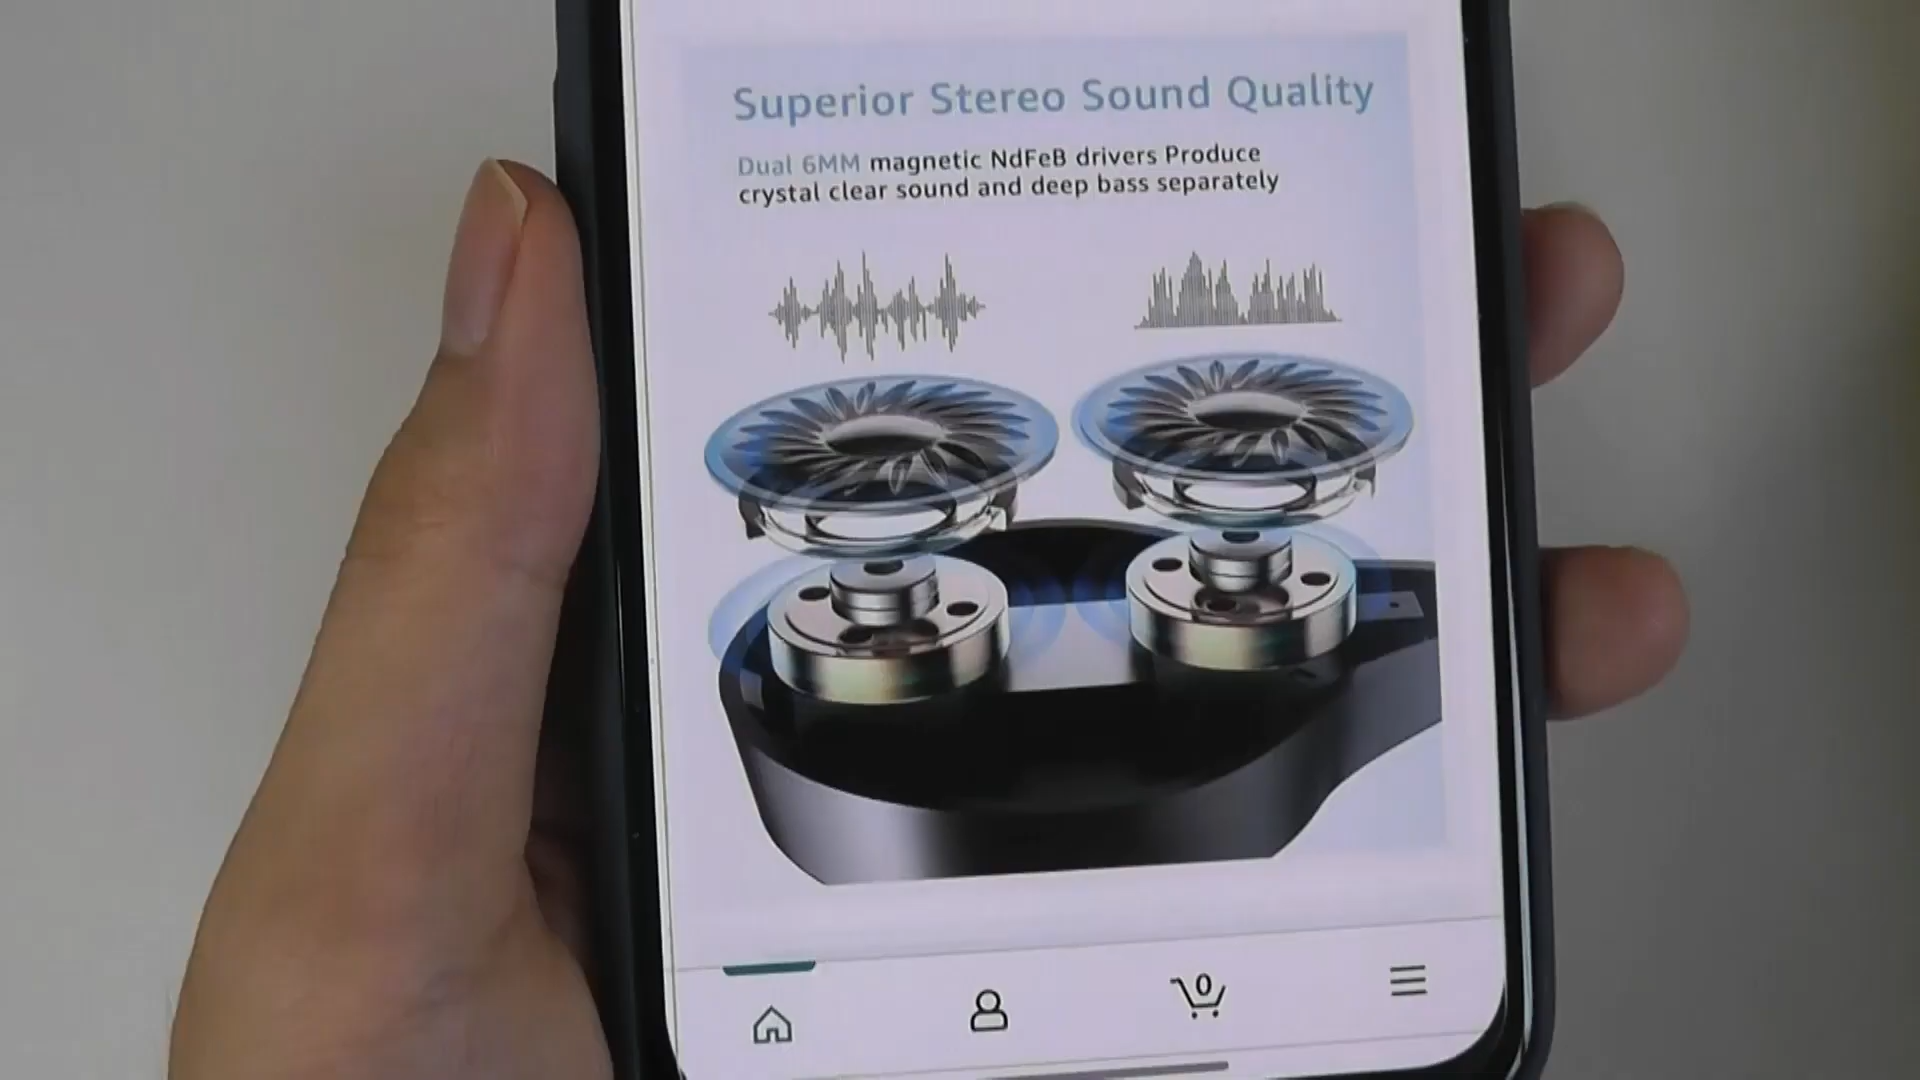 Superior Stereo Sound Quality
Dual 6MM magnetic NdFeB drivers Produce
crystal clear sound and deep bass separately
0